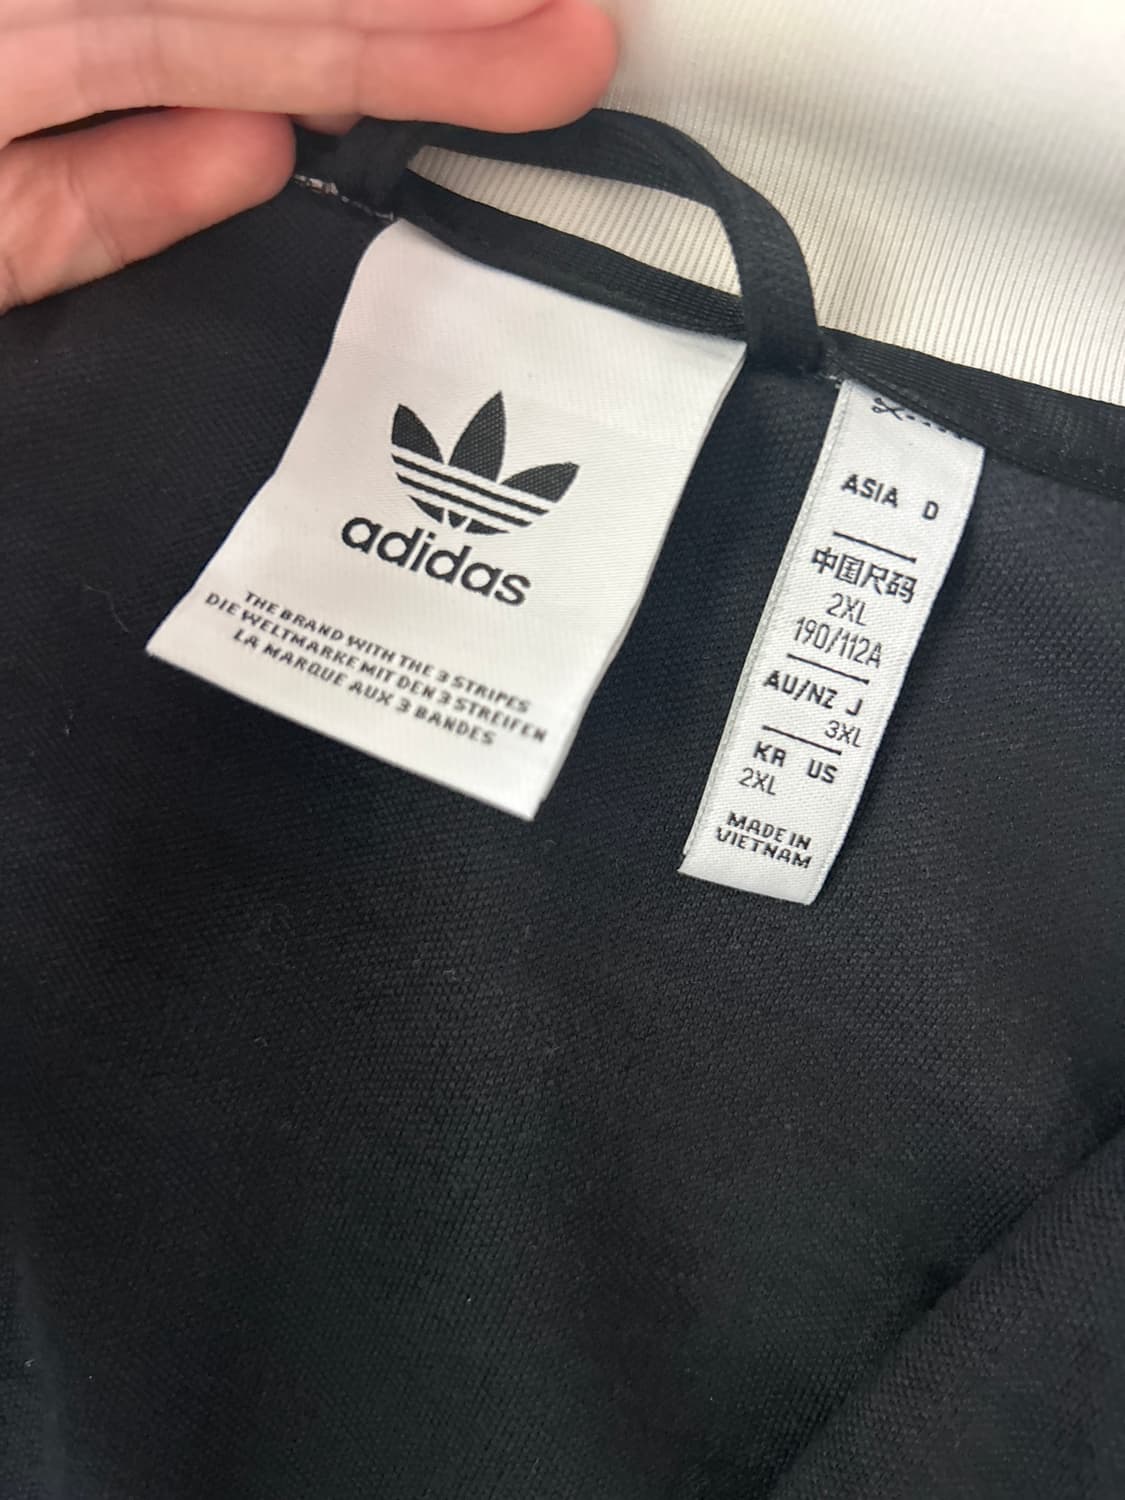 adidas
THE BRAND WITH THE 3 STRIPES
DIE WELTMARKE MIT DEN 3 STREIFEN
LA MARQUE AUX 3 BANDES
ASIA D
中国尺码
2XL
190/112A
AU/NZ J
3XL
KR US
2XL
MADE IN
VIETNAM